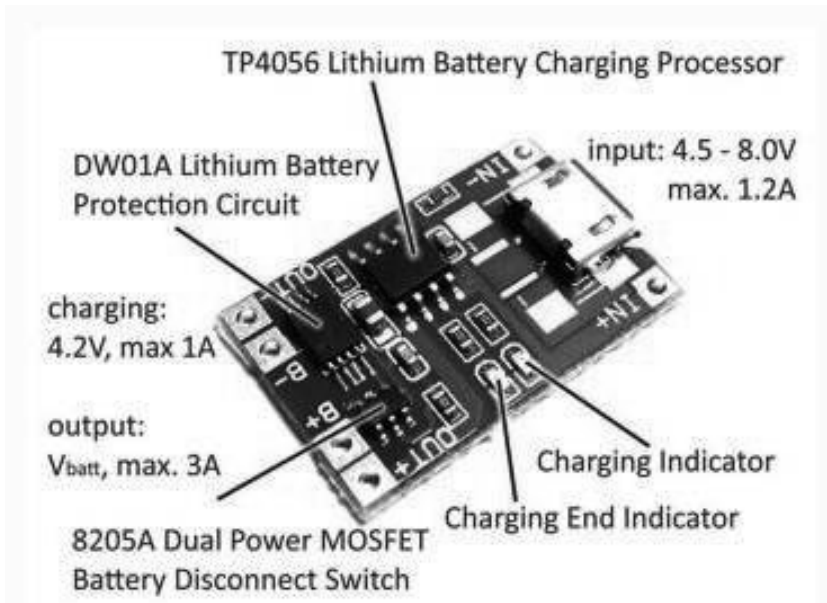 TP4056 Lithium Battery Charging Processor
DW01A Lithium Battery
Protection Circuit
input: 4.5 - 8.0V
max. 1.2A
IN-
OUT-
charging:
4.2V, max 1A
B-
IN+
B+
output:
Vbatt, max. 3A
OUT+
Charging Indicator
Charging End Indicator
8205A Dual Power MOSFET
Battery Disconnect Switch